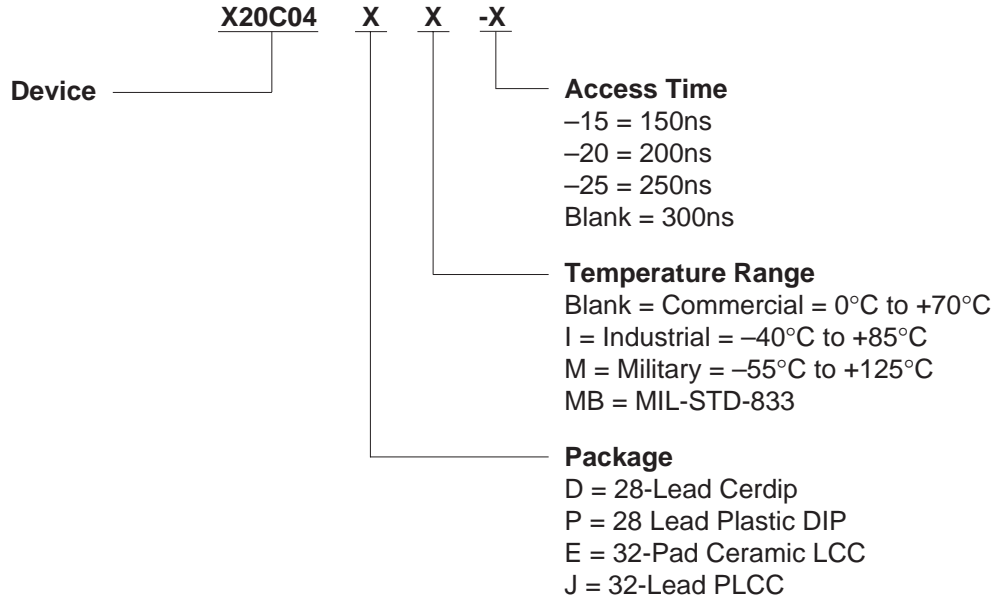 X20C04 X X -X
Device
Access Time
–15 = 150ns
–20 = 200ns
–25 = 250ns
Blank = 300ns
Temperature Range
Blank = Commercial = 0°C to +70°C
I = Industrial = –40°C to +85°C
M = Military = –55°C to +125°C
MB = MIL-STD-833
Package
D = 28-Lead Cerdip
P = 28 Lead Plastic DIP
E = 32-Pad Ceramic LCC
J = 32-Lead PLCC